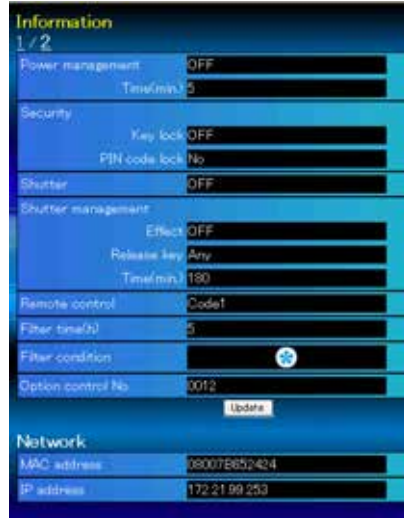 Information
1/2
Power management OFF
Time(min.) 5
Security
Key lock OFF
PIN code lock No
Shutter OFF
Shutter management
Effect OFF
Release key Any
Time(min.) 180
Remote control Code1
Filter time(h) 5
Filter condition
Option control No 0012
Update
Network
MAC address 08007B652424
IP address 172.21.99.253